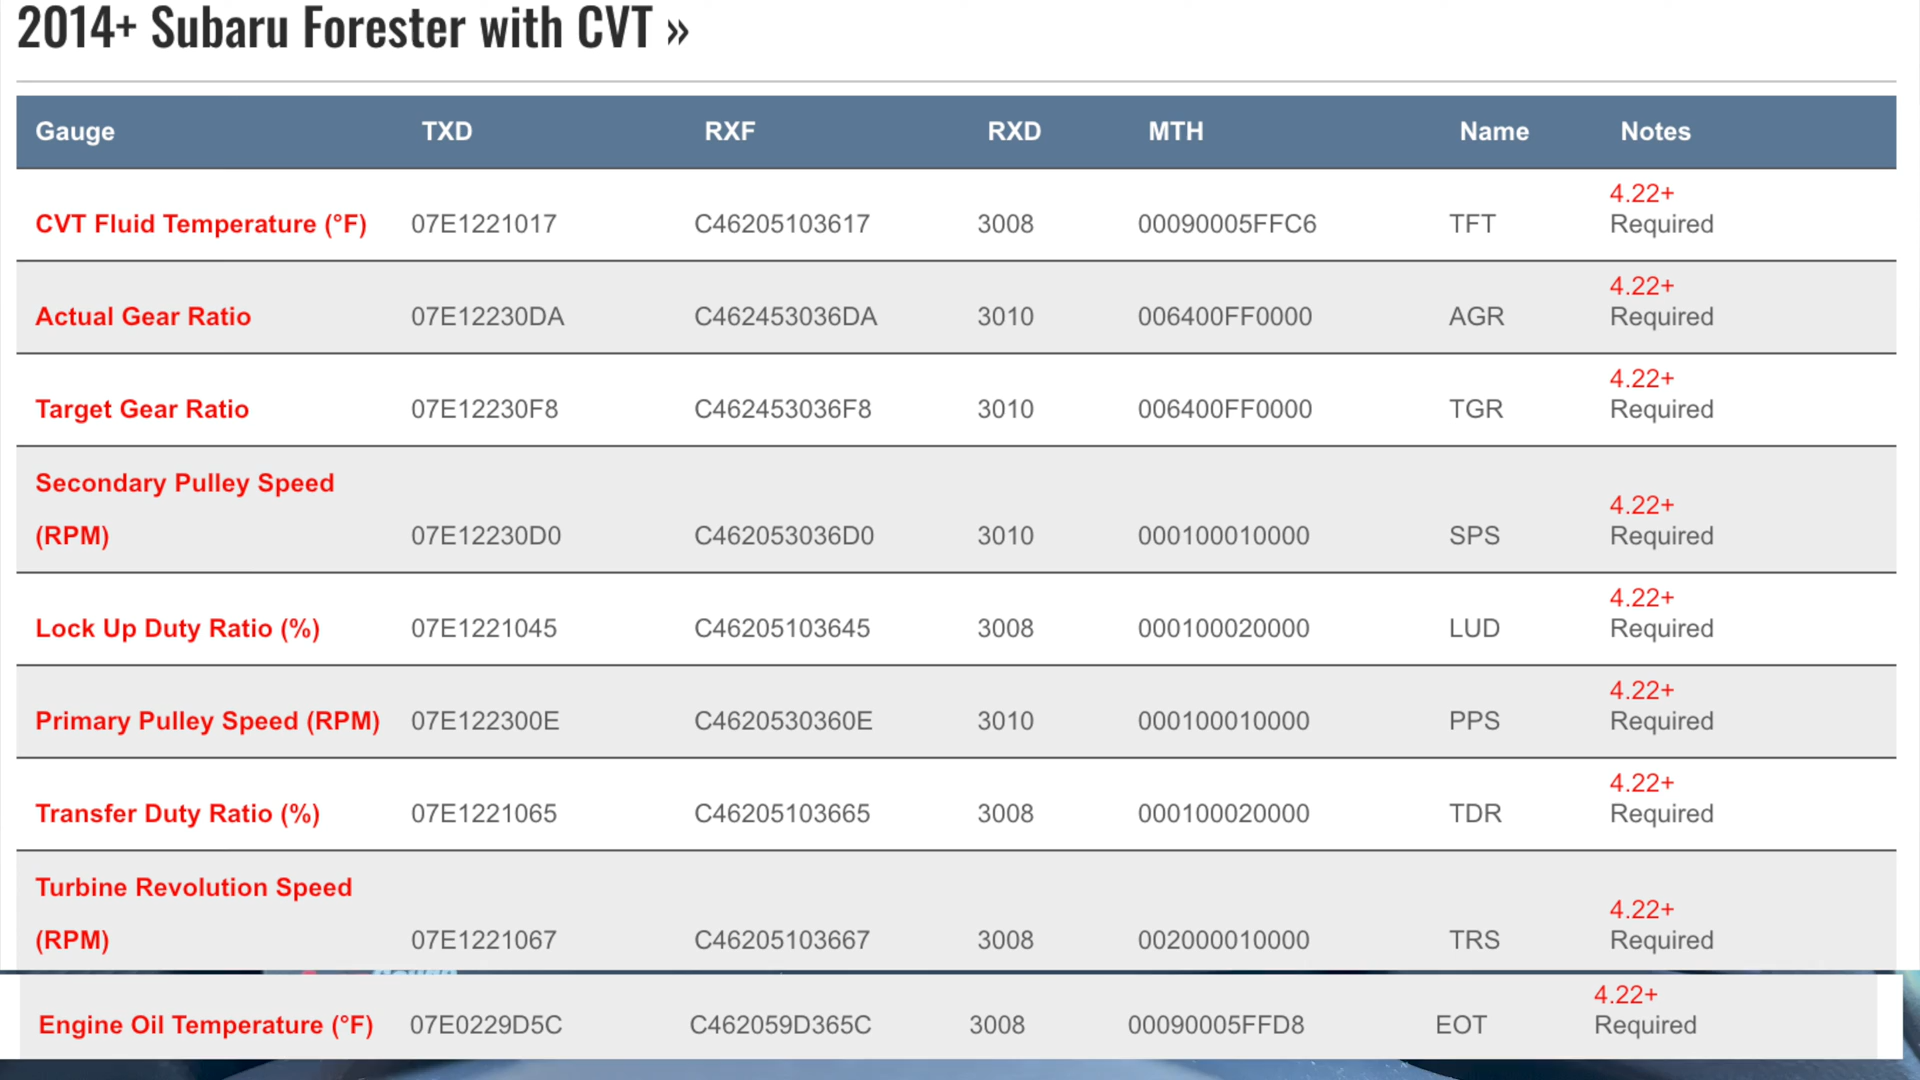 2014+ Subaru Forester with CVT »
Gauge TXD RXF RXD MTH Name Notes
4.22+
CVT Fluid Temperature (°F) 07E1221017 C46205103617 3008 00090005FFC6 TFT Required
4.22+
Actual Gear Ratio 07E12230DA C462453036DA 3010 006400FF0000 AGR Required
4.22+
Target Gear Ratio 07E12230F8 C462453036F8 3010 006400FF0000 TGR Required
Secondary Pulley Speed
4.22+
(RPM) 07E12230D0 C462053036D0 3010 000100010000 SPS Required
4.22+
Lock Up Duty Ratio (%) 07E1221045 C46205103645 3008 000100020000 LUD Required
4.22+
Primary Pulley Speed (RPM) 07E122300E C4620530360E 3010 000100010000 PPS Required
4.22+
Transfer Duty Ratio (%) 07E1221065 C46205103665 3008 000100020000 TDR Required
Turbine Revolution Speed
4.22+
(RPM) 07E1221067 C46205103667 3008 002000010000 TRS Required
4.22+
Engine Oil Temperature (°F) 07E0229D5C C462059D365C 3008 00090005FFD8 EOT Required